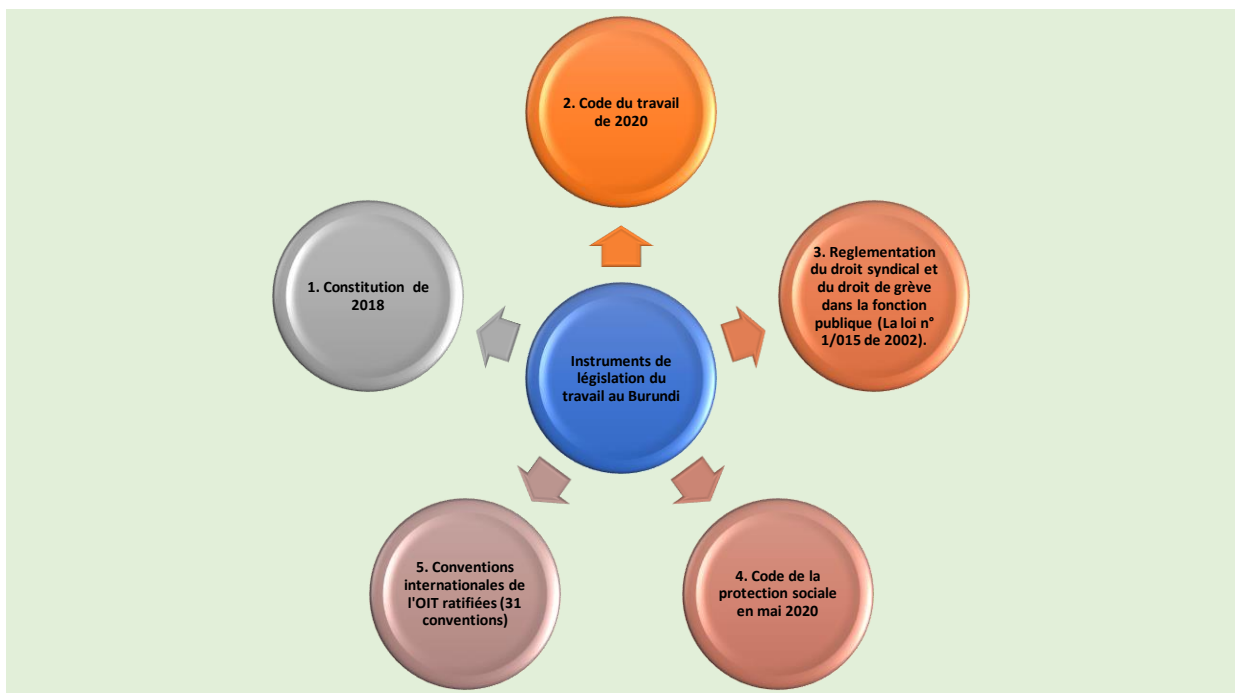 2. Code du travail
de 2020
1. Constitution de
2018
3. Reglementation
du droit syndical et
du droit de grève
dans la fonction
publique (La loi n°
1/015 de 2002).
Instruments de
législation du
travail au Burundi
5. Conventions
internationales de
l'OIT ratifiées (31
conventions)
4. Code de la
protection sociale
en mai 2020